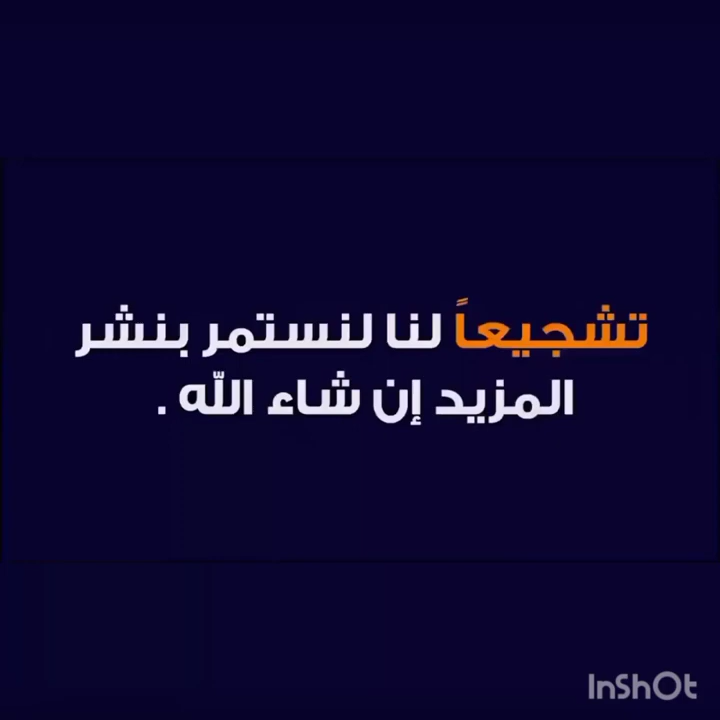 تشجيعاً لنا لنستمر بنشر
المزيد إن شاء الله .
InShOt